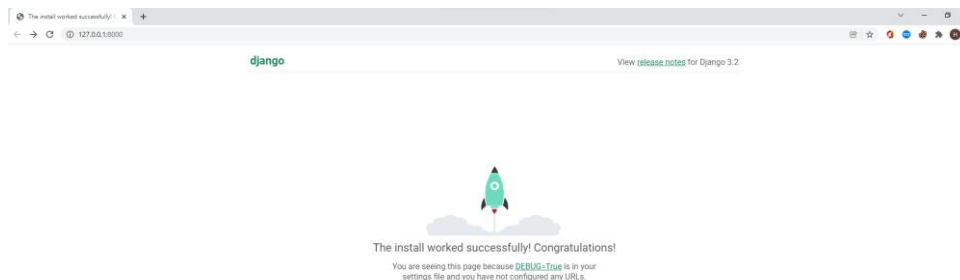 The install worked successfully!
127.0.0.1:8000
django
View release notes for Django 3.2
The install worked successfully! Congratulations!
You are seeing this page because DEBUG=True is in your
settings file and you have not configured any URLs.